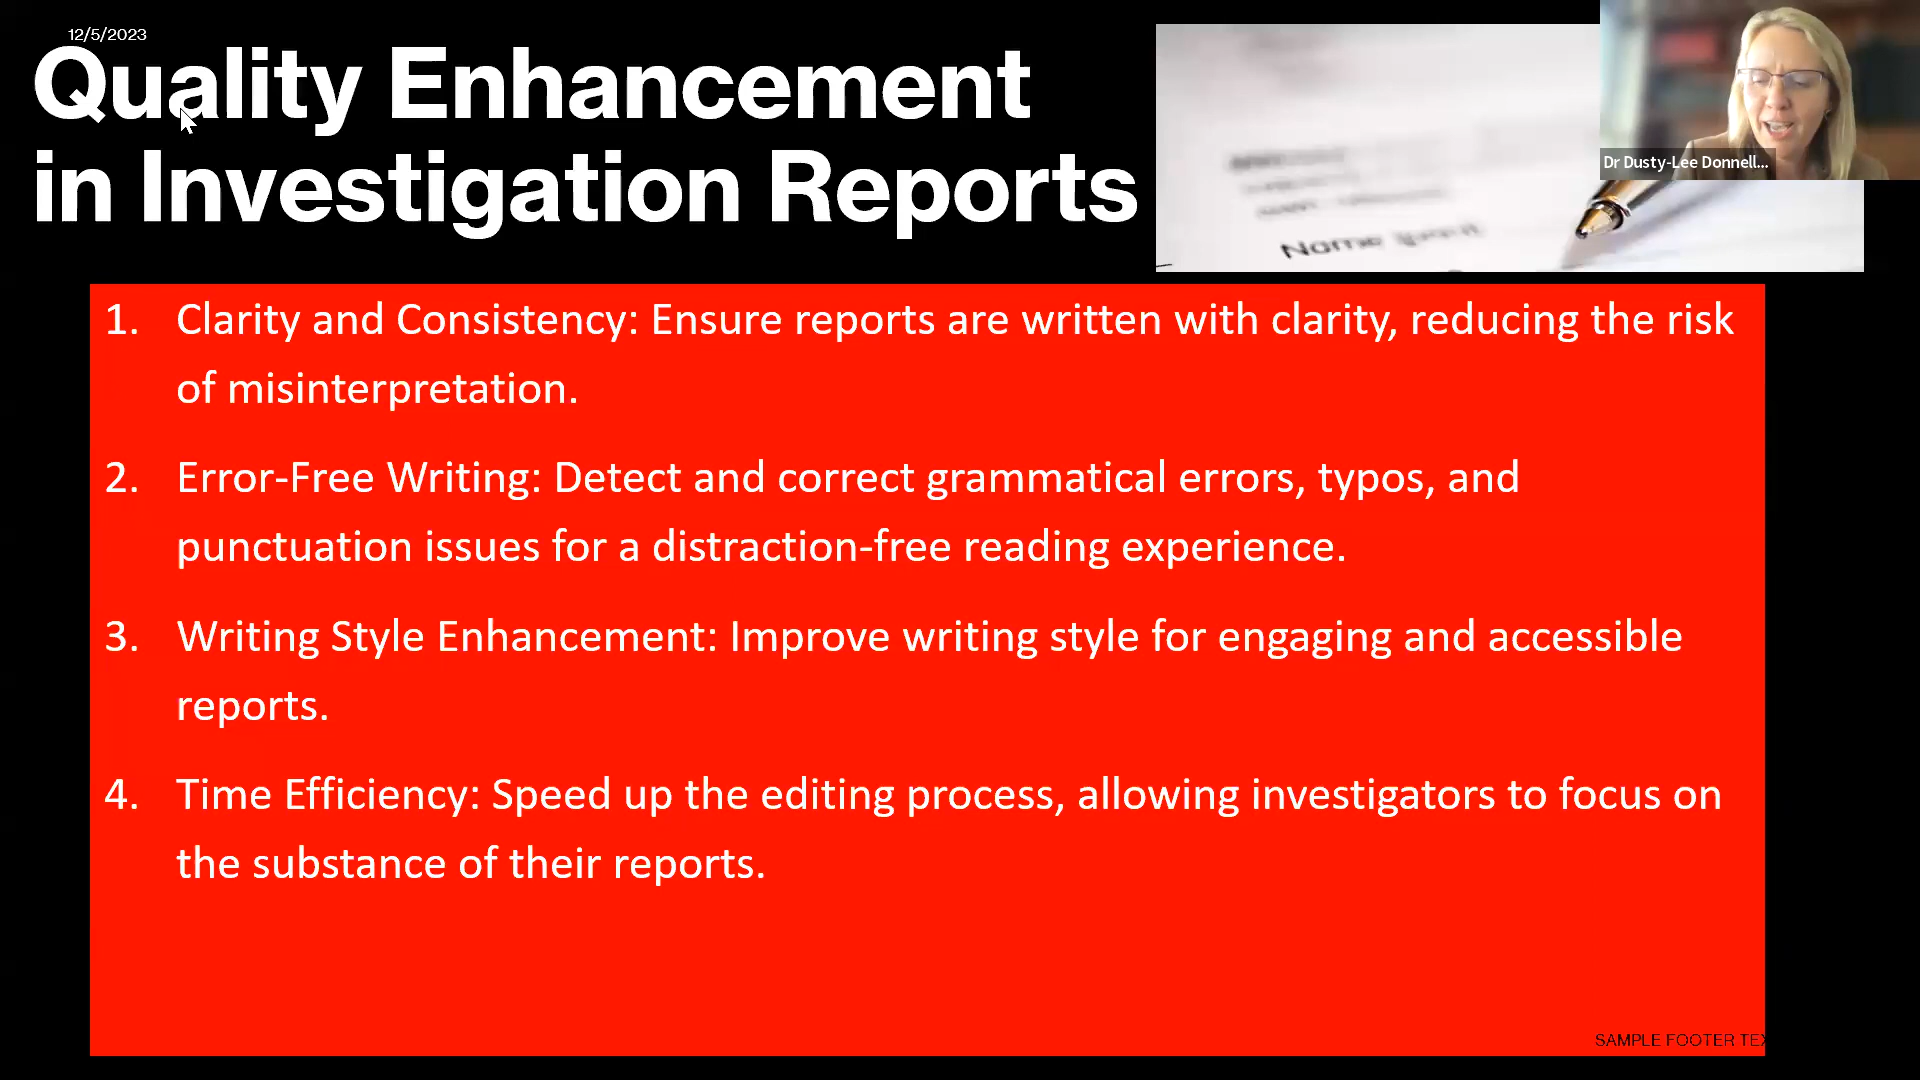 12/5/2023
Quality Enhancement
in Investigation Reports
Name (print)
Dr Dusty-Lee Donnell...
1. Clarity and Consistency: Ensure reports are written with clarity, reducing the risk
of misinterpretation.
2. Error-Free Writing: Detect and correct grammatical errors, typos, and
punctuation issues for a distraction-free reading experience.
3. Writing Style Enhancement: Improve writing style for engaging and accessible
reports.
4. Time Efficiency: Speed up the editing process, allowing investigators to focus on
the substance of their reports.
SAMPLE FOOTER TEX